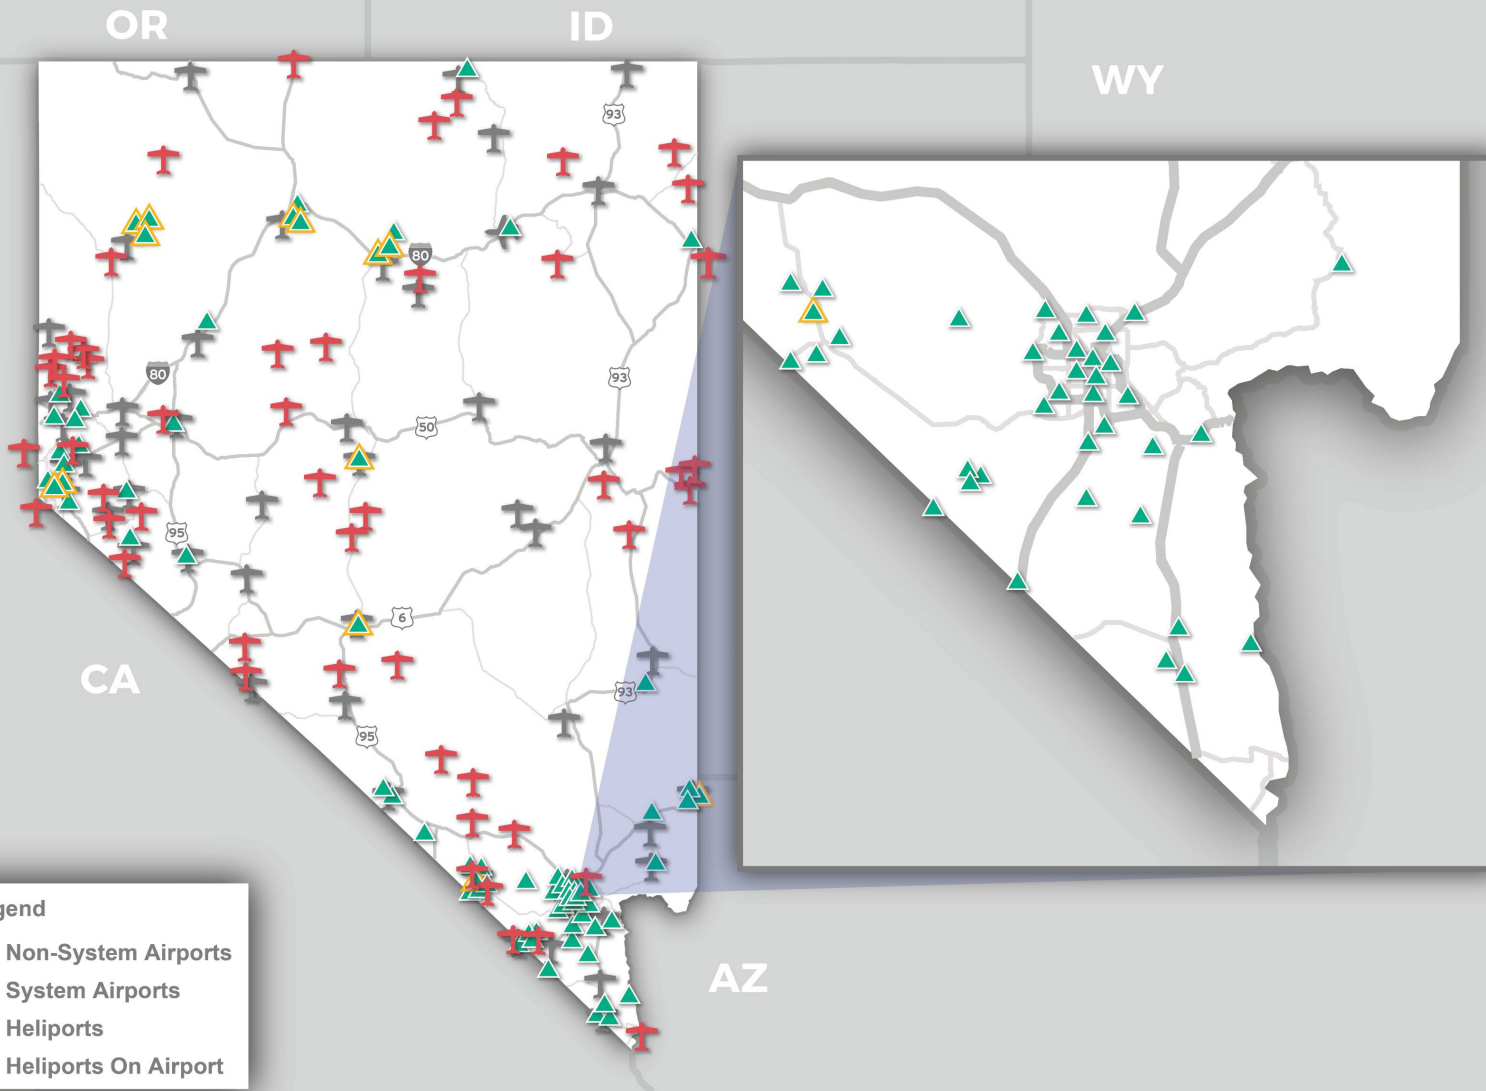 OR
ID
WY
93
80
93
80
50
95
6
CA
93
95
gend
Non-System Airports
System Airports
AZ
Heliports
Heliports On Airport